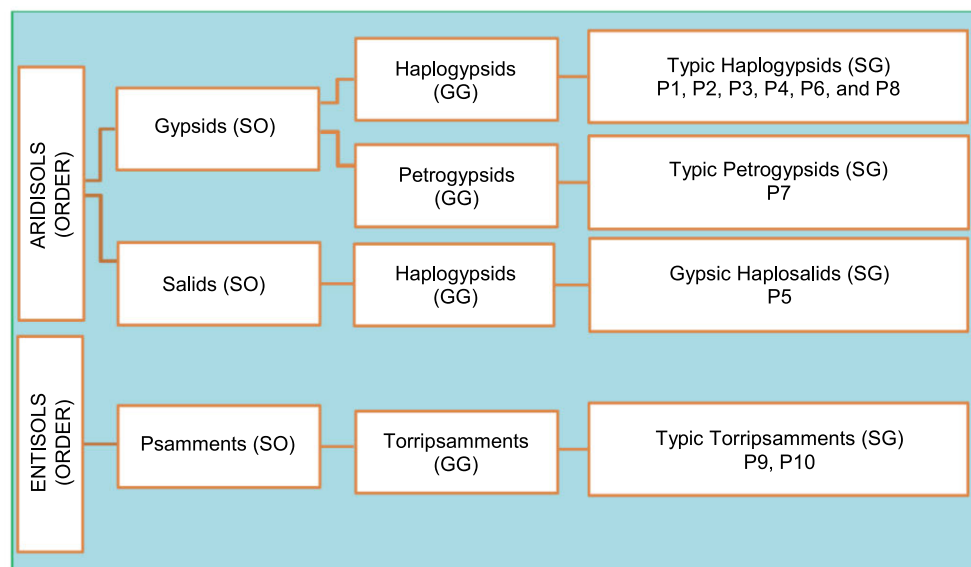 ARIDISOLS
(ORDER)
Gypsids (SO)
Haplogypsids
(GG)
Typic Haplogypsids (SG)
P1, P2, P3, P4, P6, and P8
Petrogypsids
(GG)
Typic Petrogypsids (SG)
P7
Salids (SO)
Haplogypsids
(GG)
Gypsic Haplosalids (SG)
P5
ENTISOLS
(ORDER)
Psamments (SO)
Torripsamments
(GG)
Typic Torripsamments (SG)
P9, P10